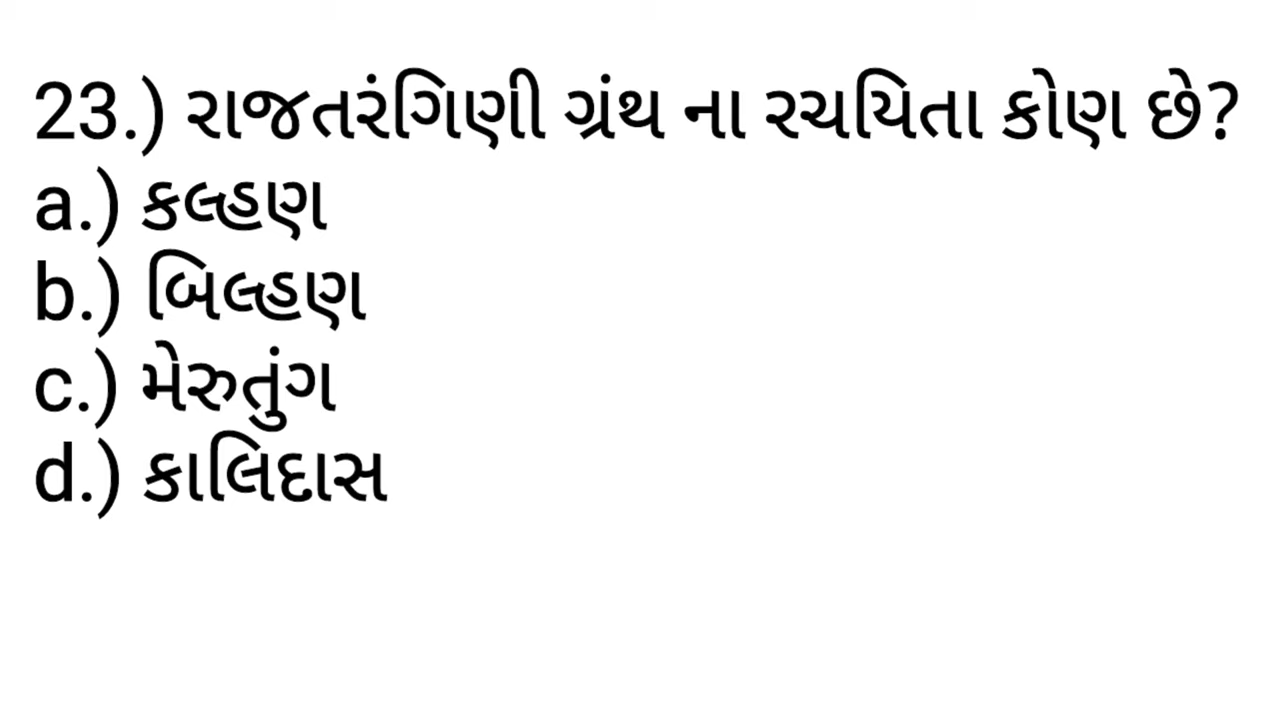 23.) રાજતરંગિણી ગ્રંથ ના રચયિતા કોણ છે?
a.) કલ્હણ
b.) બિલ્હણ
c.) મેરુતુંગ
d.) કાલિદાસ